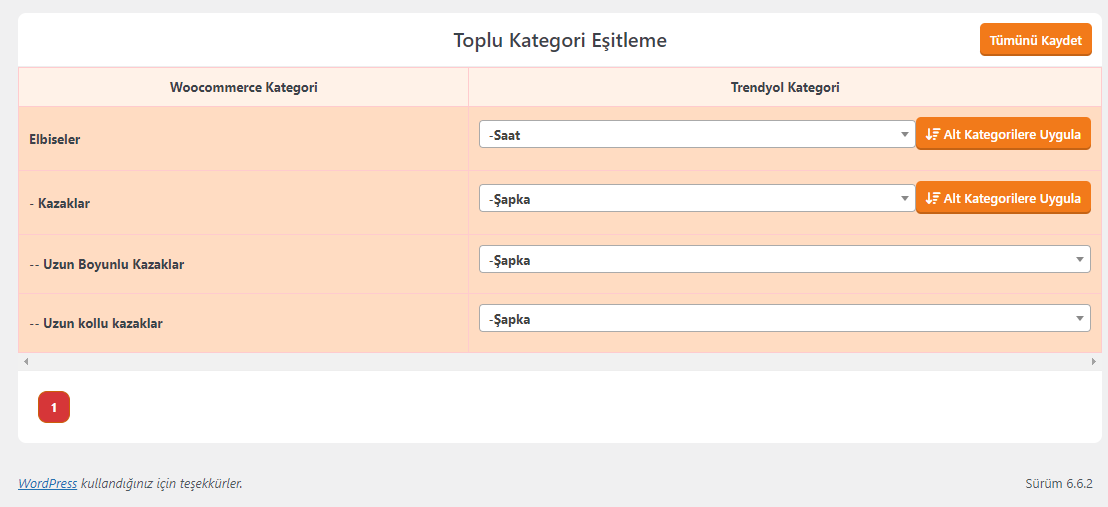 Toplu Kategori Eşitleme
Tümünü Kaydet
Woocommerce Kategori Trendyol Kategori
Elbiseler -Saat Alt Kategorilere Uygula
- Kazaklar -Şapka Alt Kategorilere Uygula
-- Uzun Boyunlu Kazaklar -Şapka
-- Uzun kollu kazaklar -Şapka
1
WordPress kullandığınız için teşekkürler. Sürüm 6.6.2